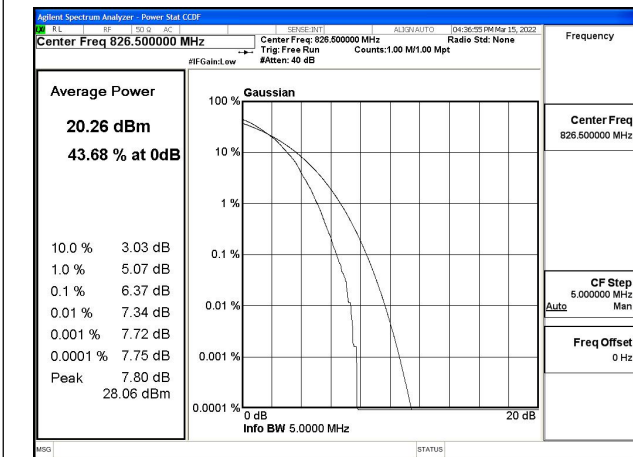 Agilent Spectrum Analyzer - Power Stat CCDF
RL RF 50 Ω AC SENSE:INT ALIGN AUTO 04:36:55 PM Mar 15, 2022
Center Freq 826.500000 MHz
Center Freq: 826.500000 MHz Radio Std: None
Trig: Free Run Counts:1.00 M/1.00 Mpt
#IFGain:Low #Atten: 40 dB
Frequency
Average Power
20.26 dBm
43.68 % at 0dB
10.0 % 3.03 dB
1.0 % 5.07 dB
0.1 % 6.37 dB
0.01 % 7.34 dB
0.001 % 7.72 dB
0.0001 % 7.75 dB
Peak 7.80 dB
28.06 dBm
Gaussian
100 %
10 %
1 %
0.1 %
0.01 %
0.001 %
0.0001 %
0 dB 20 dB
Info BW 5.0000 MHz
Center Freq
826.500000 MHz
CF Step
5.000000 MHz
Auto Man
Freq Offset
0 Hz
MSG STATUS